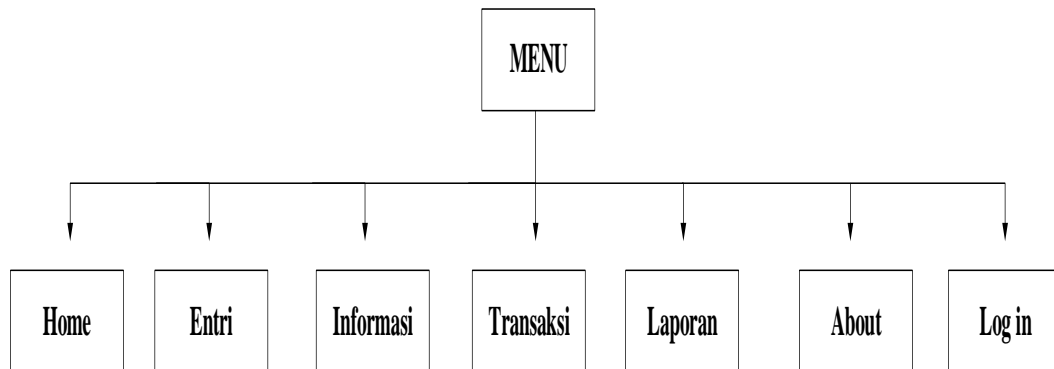 MENU
Home
Entri
Informasi
Transaksi
Laporan
About
Log in